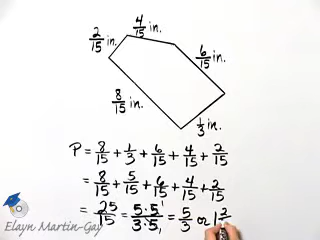 4/15 in.
2/15 in.
6/15 in.
8/15 in.
1/3 in.
P = 8/15 + 1/3 + 6/15 + 4/15 + 2/15
= 8/15 + 5/15 + 6/15 + 4/15 + 2/15
= 25/15 = 5·5/3·5 = 5/3 or 1 2/3
1
1
Elayn Martin-Gay